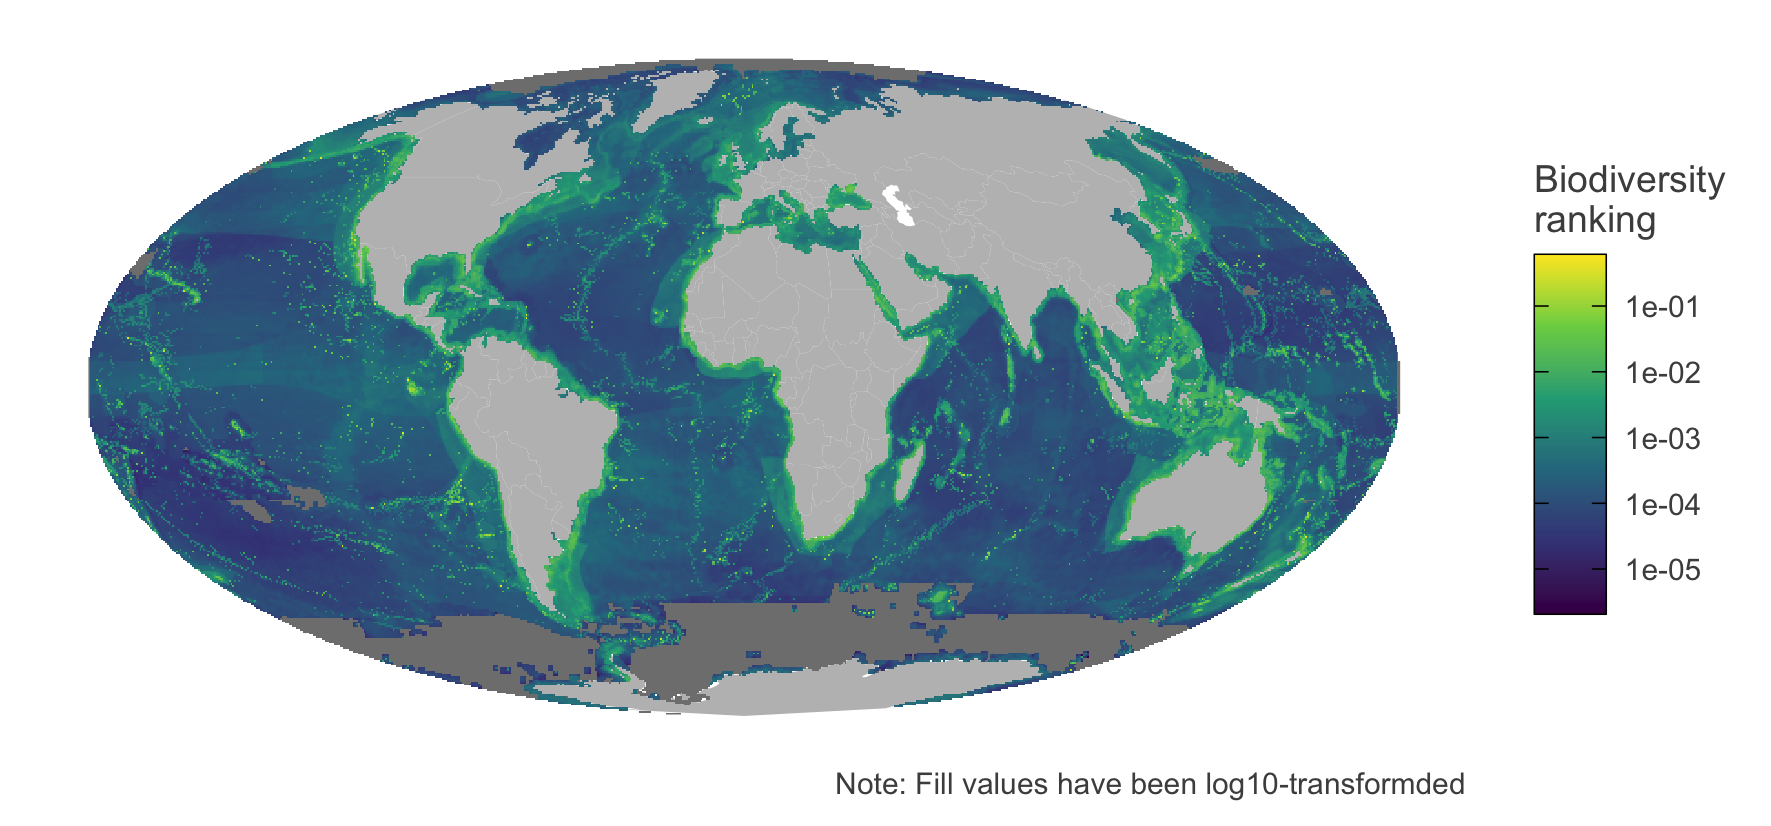 Biodiversity
ranking
1e-01
1e-02
1e-03
1e-04
1e-05
Note: Fill values have been log10-transformded